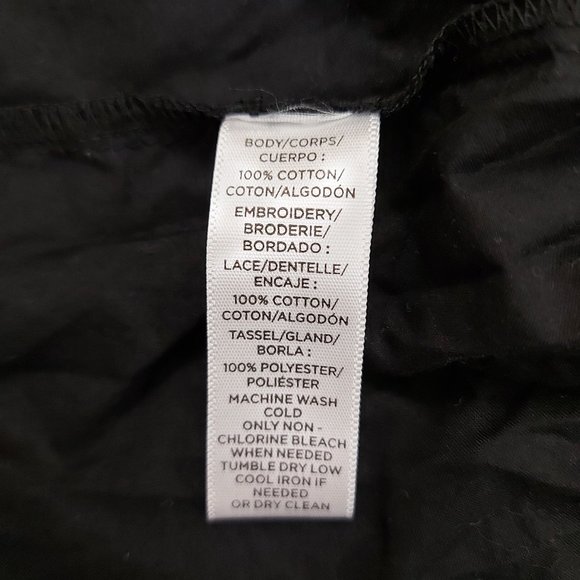 BODY/CORPS/
CUERPO :
100% COTTON/
COTON/ALGODÓN
EMBROIDERY/
BRODERIE/
BORDADO :
LACE/DENTELLE/
ENCAJE :
100% COTTON/
COTON/ALGODÓN
TASSEL/GLAND/
BORLA :
100% POLYESTER/
POLIÉSTER
MACHINE WASH
COLD
ONLY NON -
CHLORINE BLEACH
WHEN NEEDED
TUMBLE DRY LOW
COOL IRON IF
NEEDED
OR DRY CLEAN